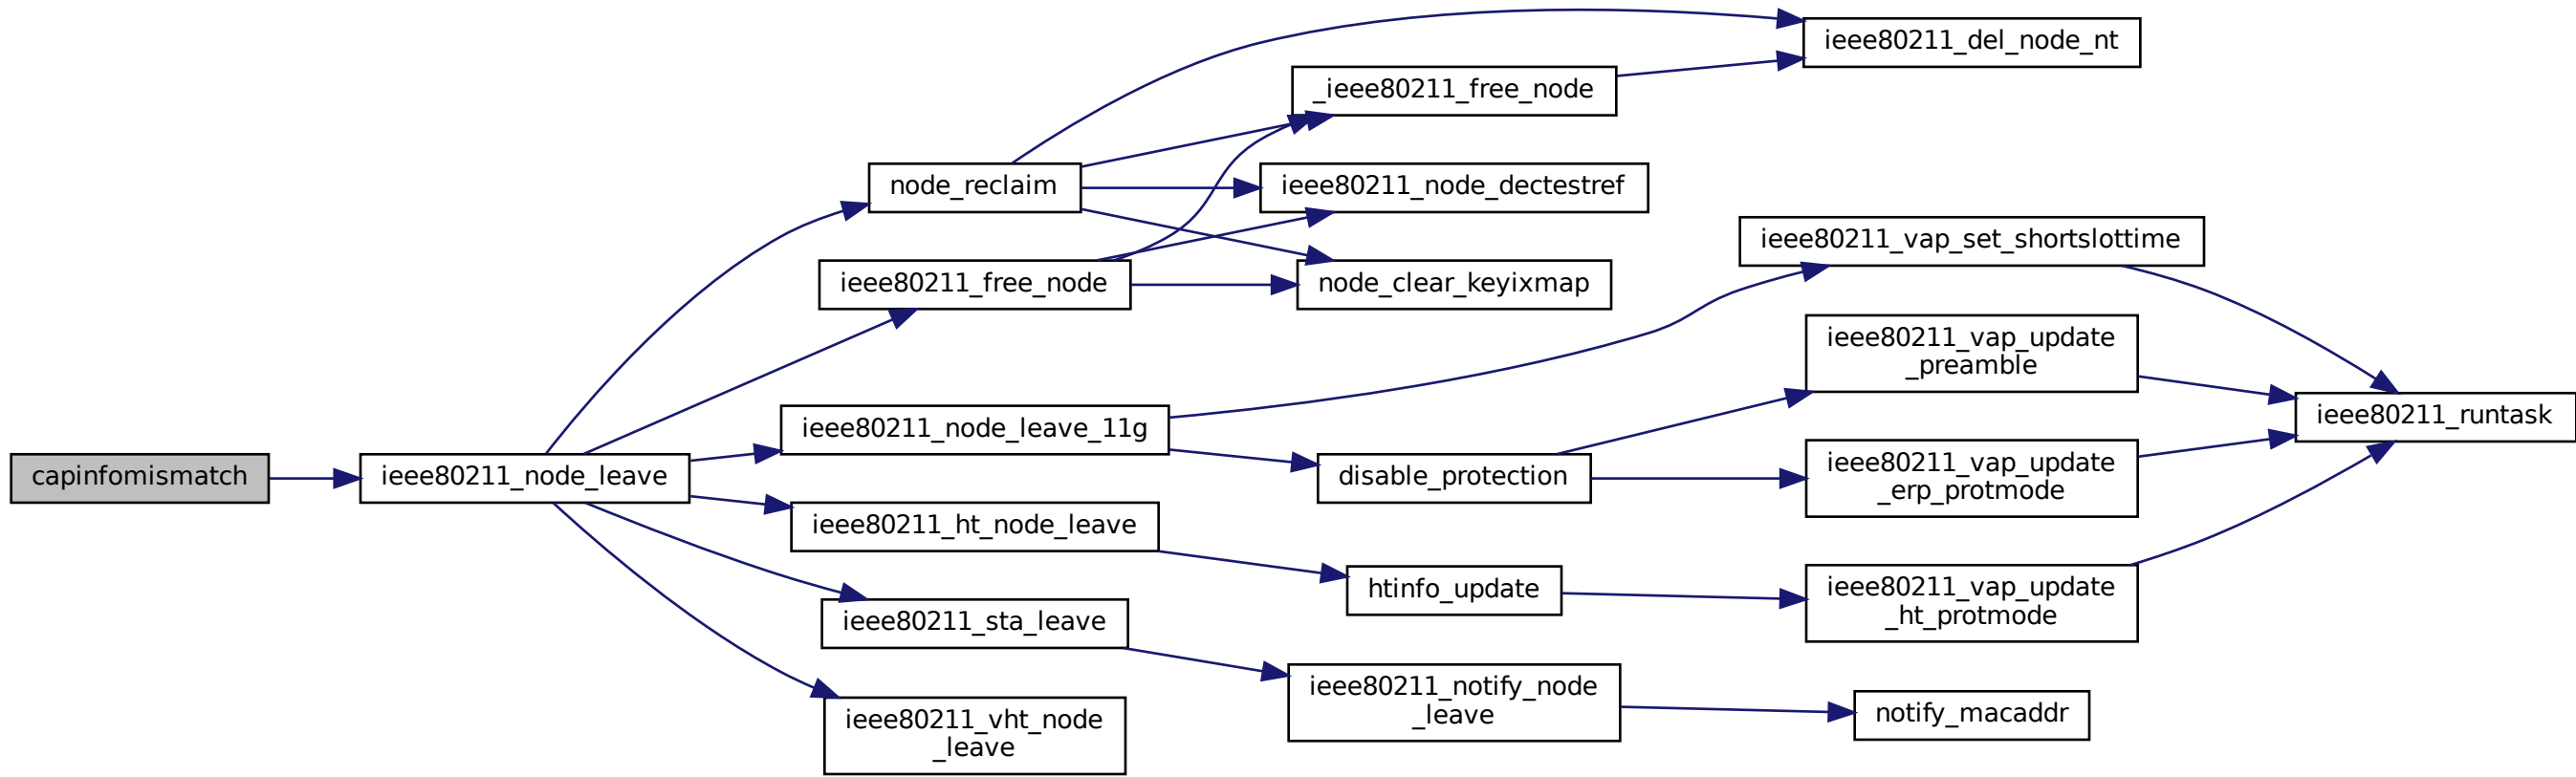 capinfomismatch
ieee80211_node_leave
node_reclaim
ieee80211_free_node
ieee80211_node_leave_11g
ieee80211_ht_node_leave
ieee80211_sta_leave
ieee80211_vht_node
_leave
_ieee80211_free_node
ieee80211_node_dectestref
node_clear_keyixmap
disable_protection
htinfo_update
ieee80211_notify_node
_leave
ieee80211_del_node_nt
ieee80211_vap_set_shortslottime
ieee80211_vap_update
_preamble
ieee80211_vap_update
_erp_protmode
ieee80211_vap_update
_ht_protmode
notify_macaddr
ieee80211_runtask